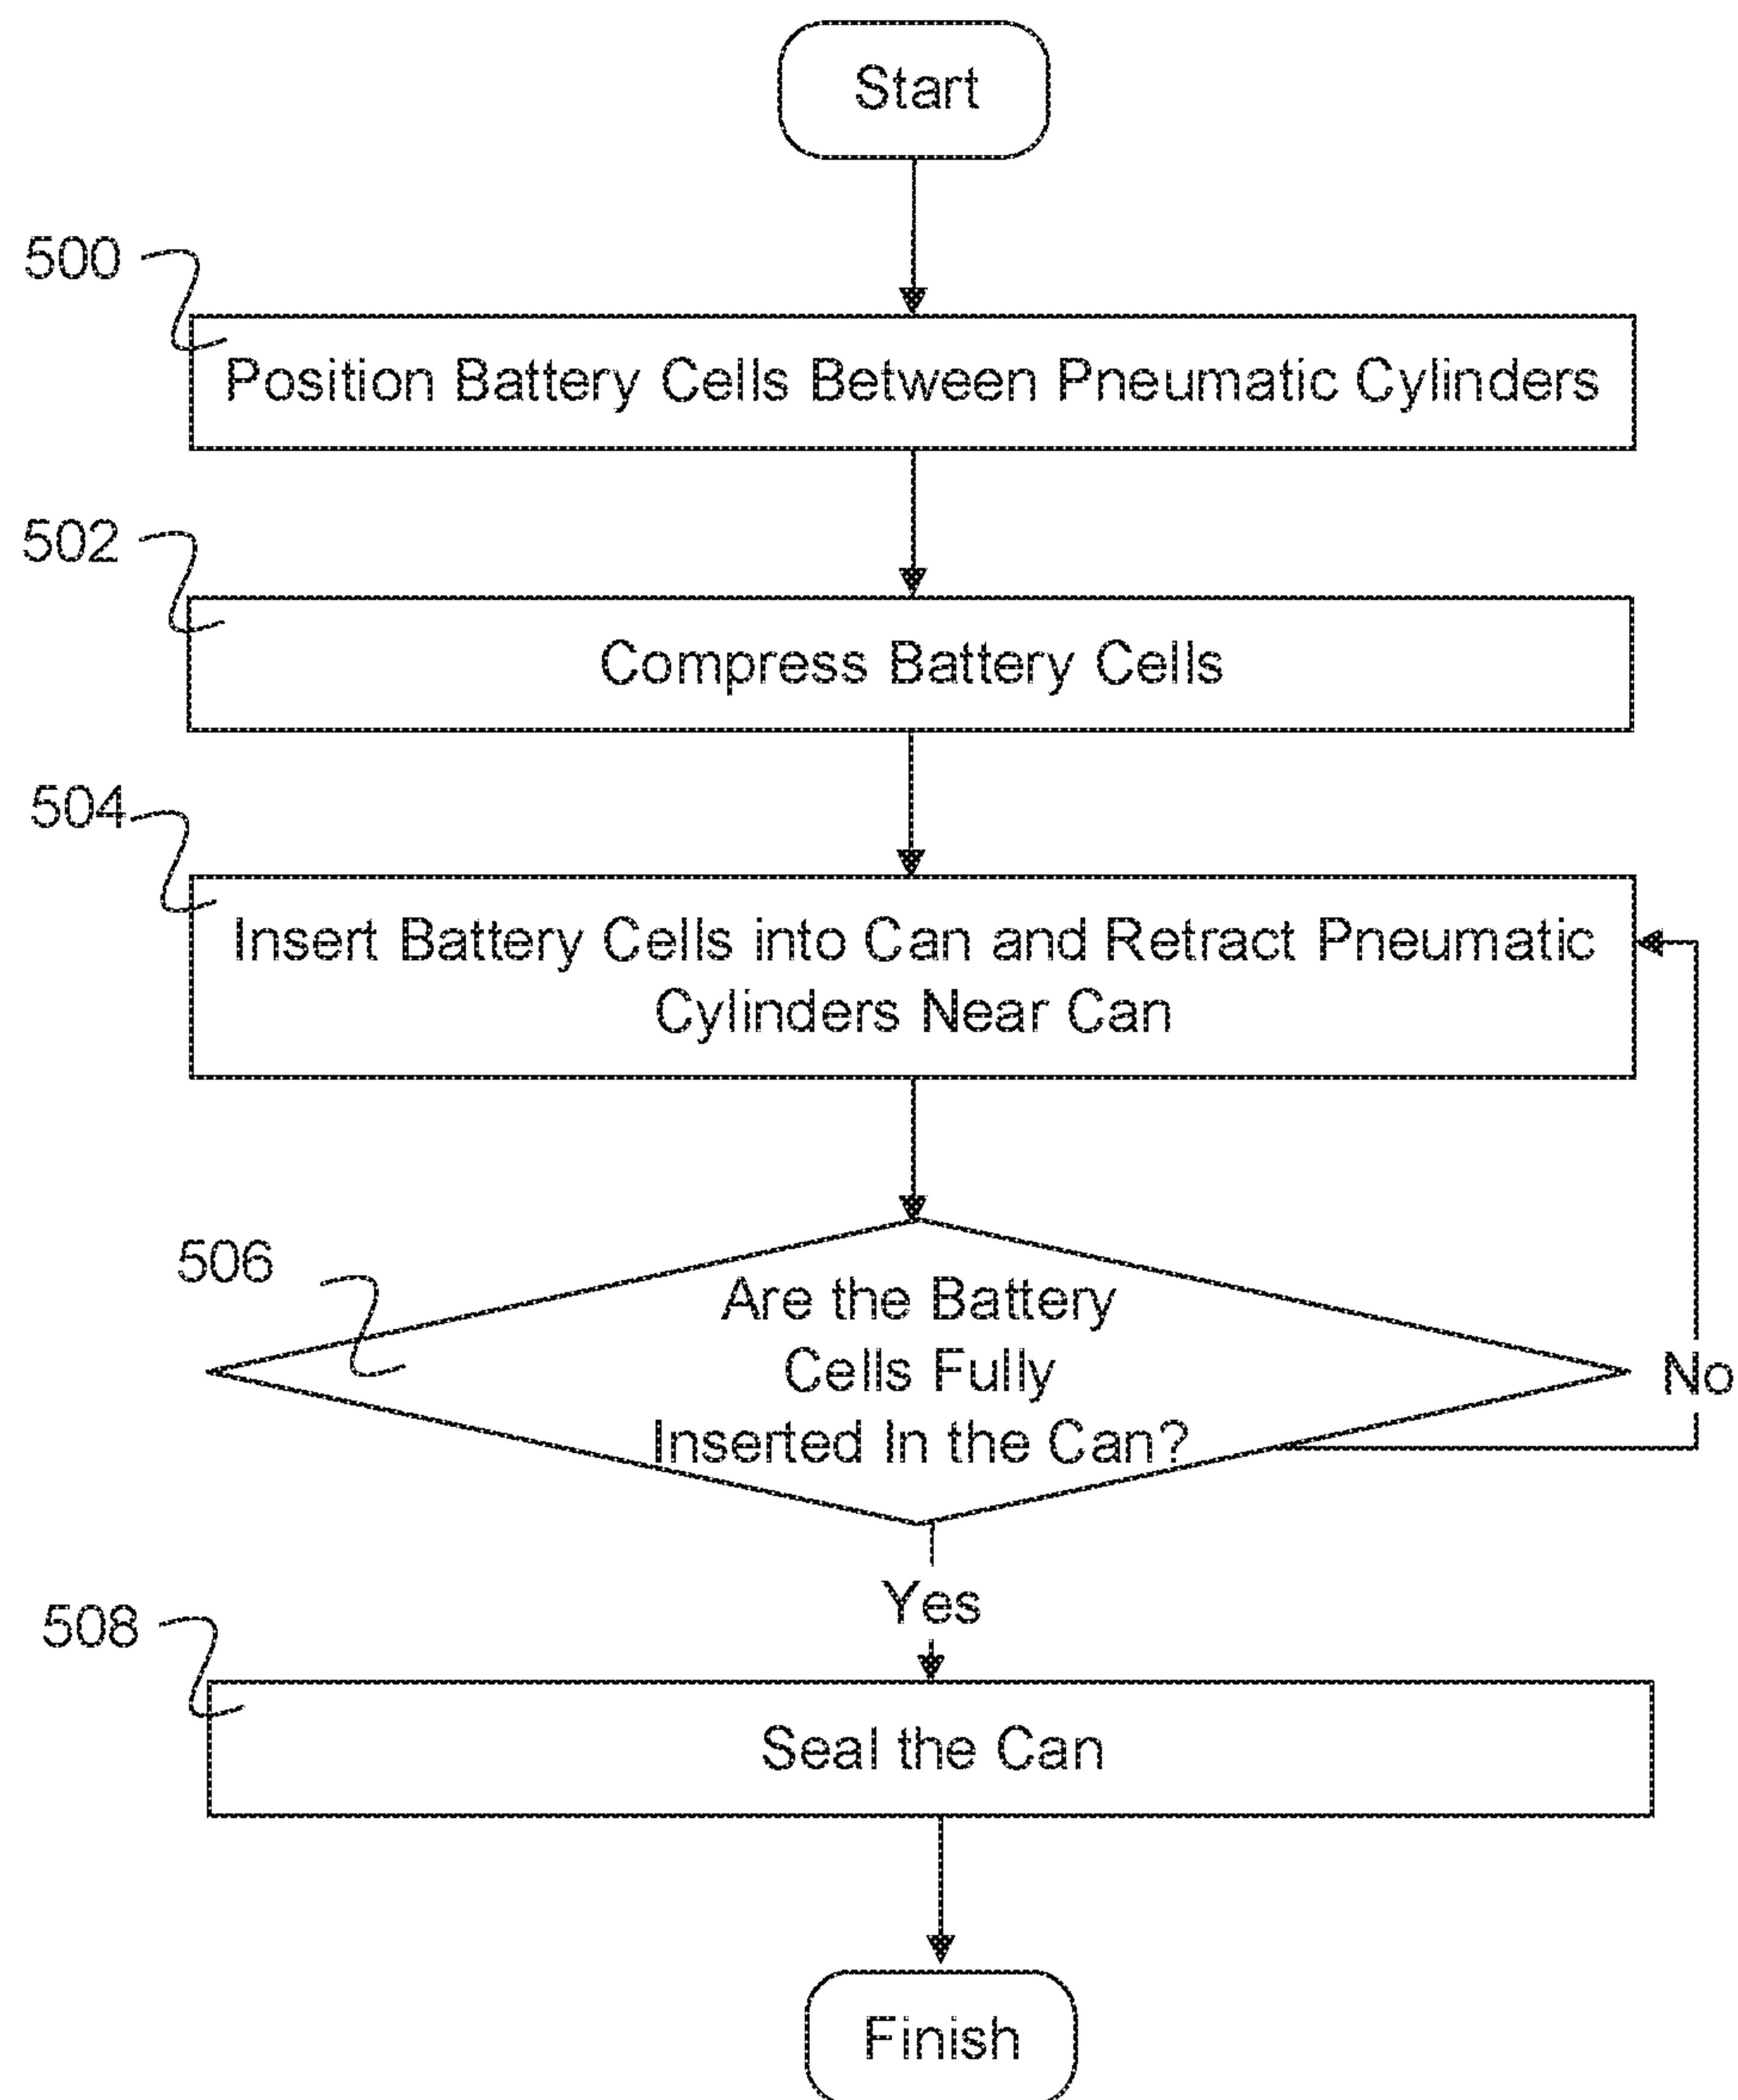 Start
500
Position Battery Cells Between Pneumatic Cylinders
502
Compress Battery Cells
504
Insert Battery Cells into Can and Retract Pneumatic
Cylinders Near Can
506
Are the Battery
Cells Fully
Inserted In the Can?
No
Yes
508
Seal the Can
Finish